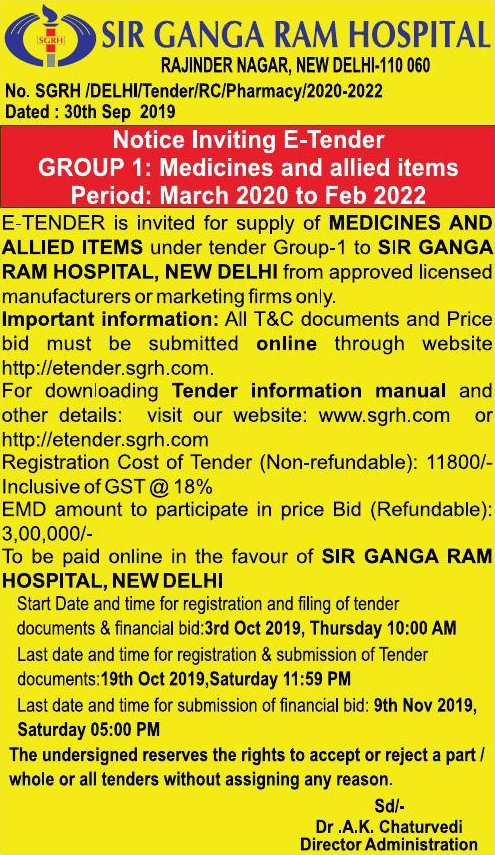 SGRH
SIR GANGA RAM HOSPITAL
RAJINDER NAGAR, NEW DELHI-110 060
No. SGRH /DELHI/Tender/RC/Pharmacy/2020-2022
Dated : 30th Sep 2019
Notice Inviting E-Tender
GROUP 1: Medicines and allied items
Period: March 2020 to Feb 2022
E-TENDER is invited for supply of MEDICINES AND
ALLIED ITEMS under tender Group-1 to SIR GANGA
RAM HOSPITAL, NEW DELHI from approved licensed
manufacturers or marketing firms only.
Important information: All T&C documents and Price
bid must be submitted online through website
http://etender.sgrh.com.
For downloading Tender information manual and
other details: visit our website: www.sgrh.com or
http://etender.sgrh.com
Registration Cost of Tender (Non-refundable): 11800/-
Inclusive of GST @ 18%
EMD amount to participate in price Bid (Refundable):
3,00,000/-
To be paid online in the favour of SIR GANGA RAM
HOSPITAL, NEW DELHI
Start Date and time for registration and filing of tender
documents & financial bid:3rd Oct 2019, Thursday 10:00 AM
Last date and time for registration & submission of Tender
documents:19th Oct 2019,Saturday 11:59 PM
Last date and time for submission of financial bid: 9th Nov 2019,
Saturday 05:00 PM
The undersigned reserves the rights to accept or reject a part /
whole or all tenders without assigning any reason.
Sd/-
Dr .A.K. Chaturvedi
Director Administration